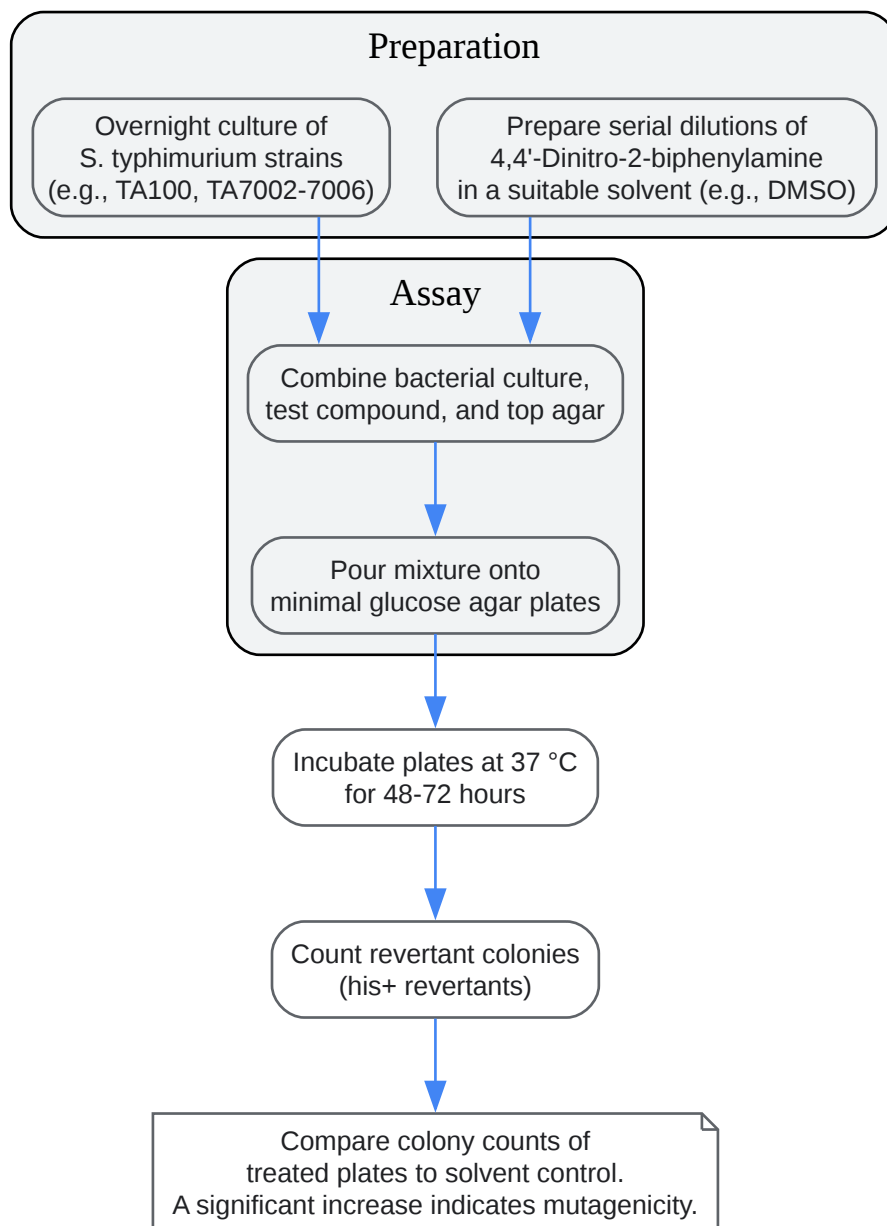 Preparation
Overnight culture of
S. typhimurium strains
(e.g., TA100, TA7002-7006)
Prepare serial dilutions of
4,4'-Dinitro-2-biphenylamine
in a suitable solvent (e.g., DMSO)
Assay
Combine bacterial culture,
test compound, and top agar
Pour mixture onto
minimal glucose agar plates
Incubate plates at 37 °C
for 48-72 hours
Count revertant colonies
(his+ revertants)
Compare colony counts of
treated plates to solvent control.
A significant increase indicates mutagenicity.